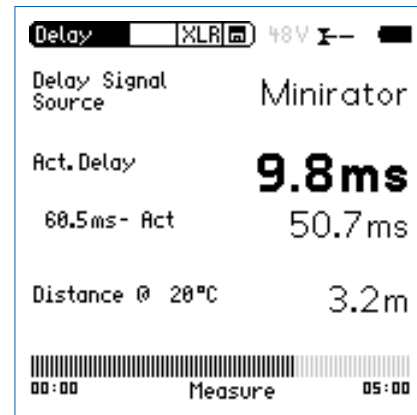 Delay XLR 48V
Delay Signal
Source Minirator
Act. Delay 9.8ms
60.5ms- Act 50.7ms
Distance @ 20°C 3.2m
00:00 Measure 05:00